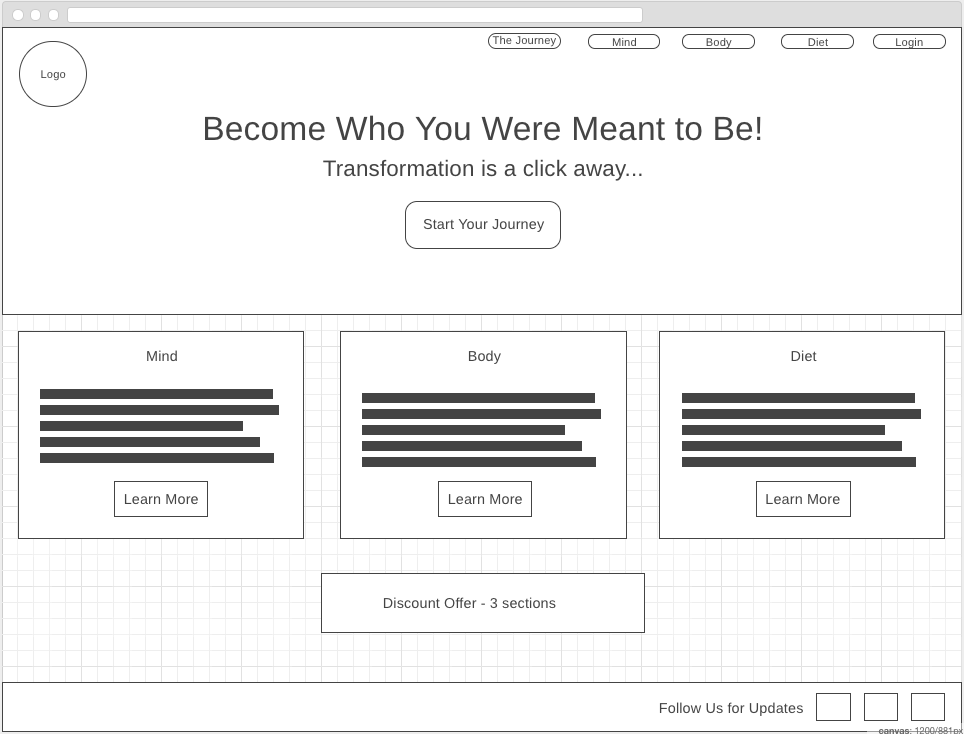 The Journey
Mind
Body
Diet
Login
Logo
Become Who You Were Meant to Be!
Transformation is a click away...
Start Your Journey
Mind
Body
Diet
Learn More
Learn More
Learn More
Discount Offer - 3 sections
Follow Us for Updates
canvas: 1200/881px